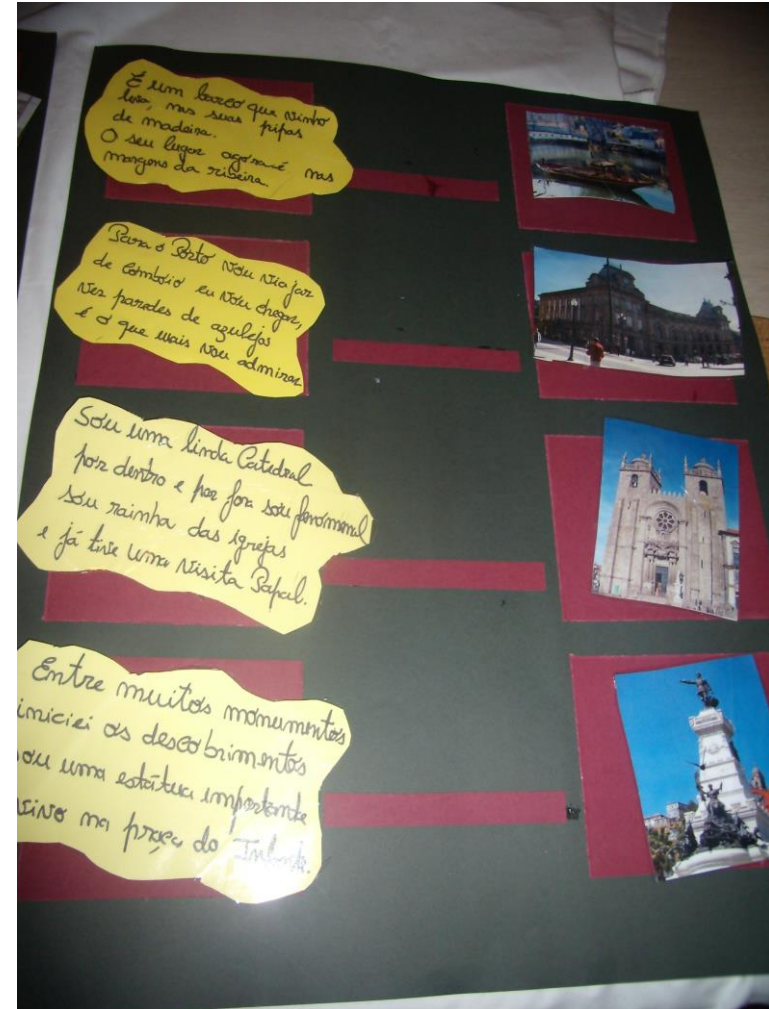 É um barco que vinho
leva, nas suas pipas
de madeira.
O seu lugar agora é nas
margens da ribeira
Para o Porto vou viajar
de comboio eu vou chegar,
ver paredes de azulejos
é o que mais vou admirar
Sou uma linda Catedral
por dentro e por fora sou fenomenal
sou rainha das igrejas
e já tive uma visita Papal.
Entre muitos monumentos
iniciei os descobrimentos
sou uma estátua importante
vivo na praça do Infante.